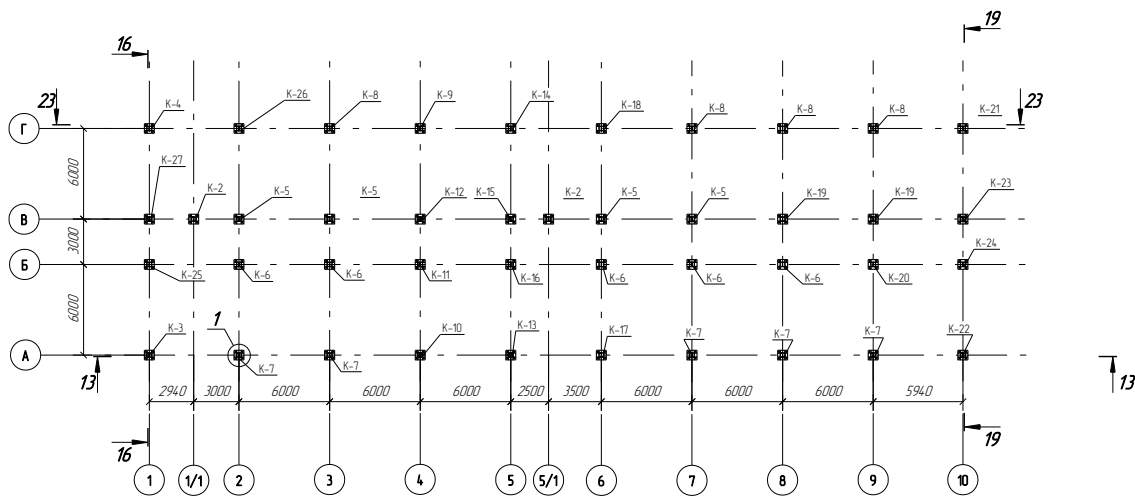 19
16
К-4
К-26
К-8
К-9
К-14
К-18
К-8
К-8
К-8
К-21
23
23
Г
6000
К-27
К-2
К-5
К-5
К-12
К-15
К-2
К-5
К-5
К-19
К-19
К-23
В
3000
К-24
Б
К-25
К-6
К-6
К-11
К-16
К-6
К-6
К-6
К-20
6000
1
К-3
К-10
К-13
К-17
К-7
К-7
К-7
К-22
А
К-7
К-7
13
13
2940
3000
6000
6000
6000
2500
3500
6000
6000
6000
5940
16
19
1
1/1
2
3
4
5
5/1
6
7
8
9
10